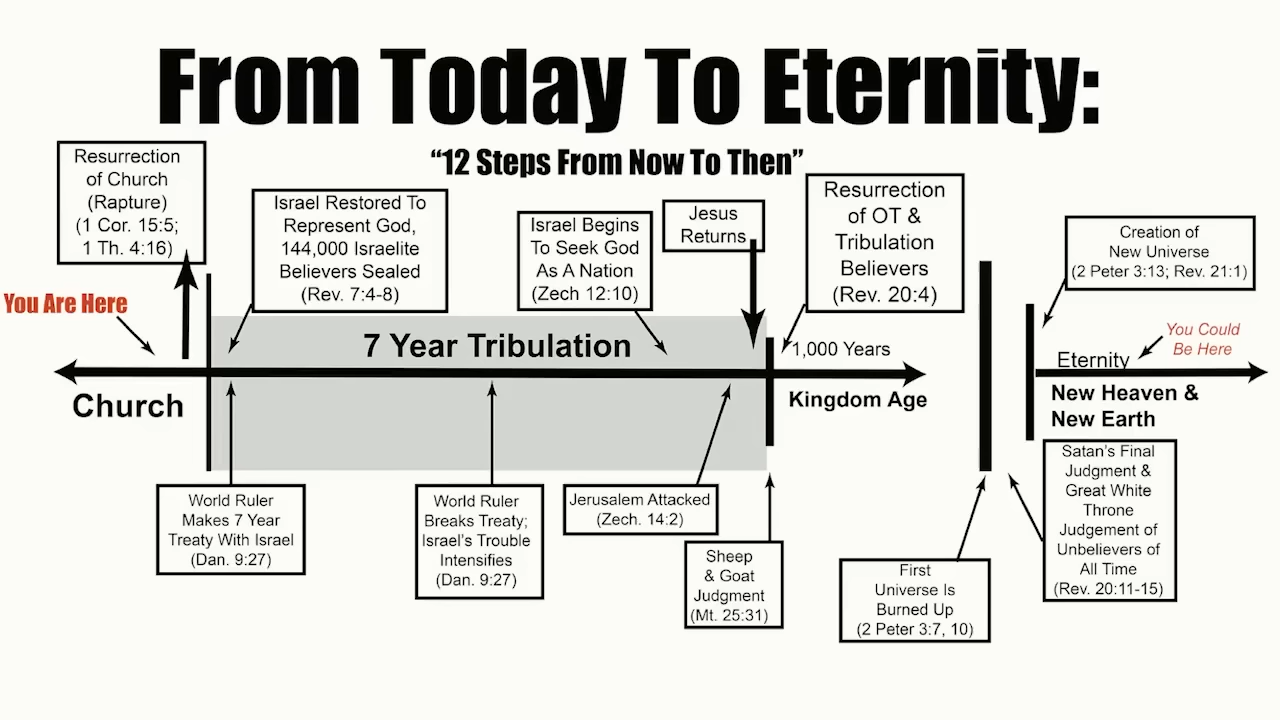 From Today To Eternity:
“12 Steps From Now To Then”
Resurrection
of Church
(Rapture)
(1 Cor. 15:5;
1 Th. 4:16)
You Are Here
Israel Restored To
Represent God,
144,000 Israelite
Believers Sealed
(Rev. 7:4-8)
Israel Begins
To Seek God
As A Nation
(Zech 12:10)
Jesus
Returns
Resurrection
of OT &
Tribulation
Believers
(Rev. 20:4)
Creation of
New Universe
(2 Peter 3:13; Rev. 21:1)
You Could
Be Here
7 Year Tribulation
1,000 Years
Eternity
Church
Kingdom Age
New Heaven &
New Earth
World Ruler
Makes 7 Year
Treaty With Israel
(Dan. 9:27)
World Ruler
Breaks Treaty;
Israel’s Trouble
Intensifies
(Dan. 9:27)
Jerusalem Attacked
(Zech. 14:2)
Sheep
& Goat
Judgment
(Mt. 25:31)
First
Universe Is
Burned Up
(2 Peter 3:7, 10)
Satan’s Final
Judgment &
Great White
Throne
Judgement of
Unbelievers of
All Time
(Rev. 20:11-15)